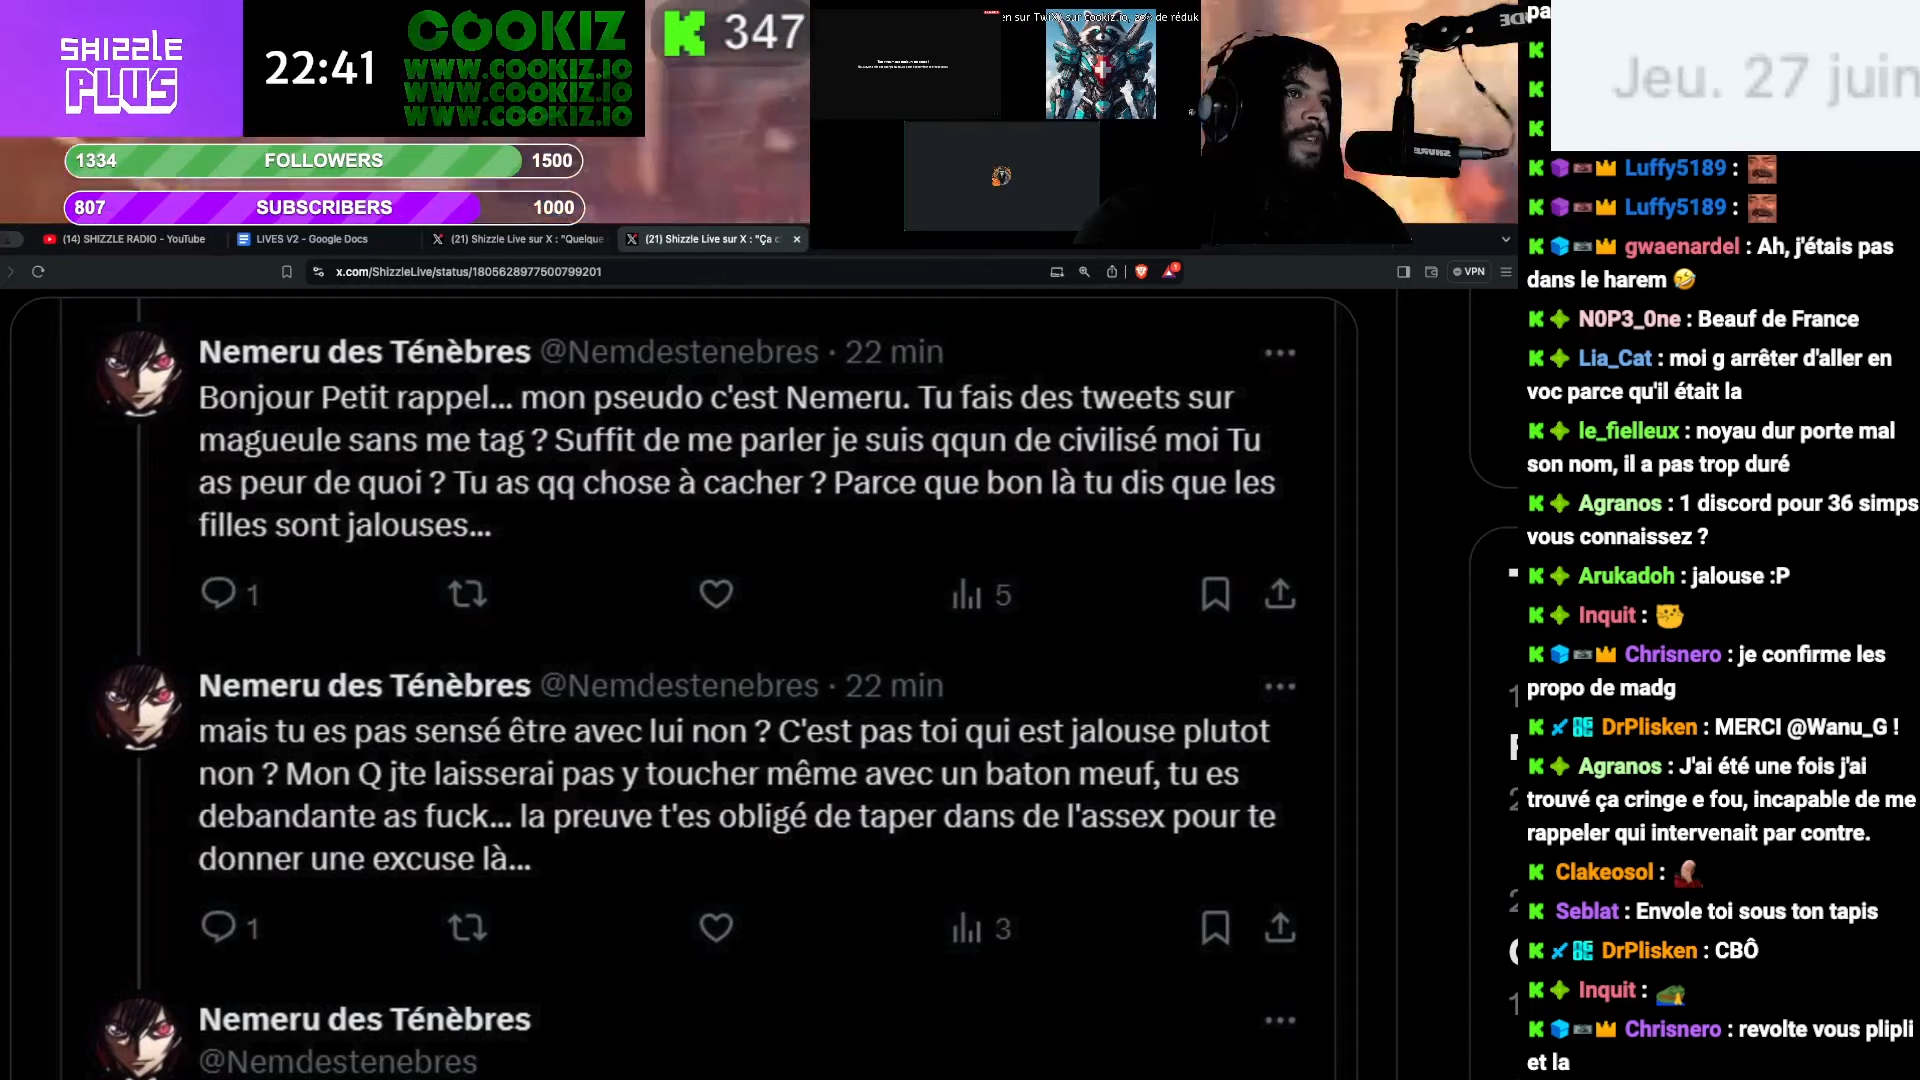 SHIZZLE
PLUS
22:41
COOKIZ
WWW.COOKIZ.IO
WWW.COOKIZ.IO
WWW.COOKIZ.IO
347
en sur TwiX, sur cookiz.io, 20% de réduk
SHURE
Jeu. 27 juin
1334 FOLLOWERS 1500
807 SUBSCRIBERS 1000
(14) SHIZZLE RADIO - YouTube
LIVES V2 - Google Docs
(21) Shizzle Live sur X : "Quelque
(21) Shizzle Live sur X : "Ça c
x.com/ShizzleLive/status/1805628977500799201
VPN
Nemeru des Ténèbres @Nemdestenebres · 22 min
Bonjour Petit rappel... mon pseudo c'est Nemeru. Tu fais des tweets sur
magueule sans me tag ? Suffit de me parler je suis qqun de civilisé moi Tu
as peur de quoi ? Tu as qq chose à cacher ? Parce que bon là tu dis que les
filles sont jalouses...
1 5
Nemeru des Ténèbres @Nemdestenebres · 22 min
mais tu es pas sensé être avec lui non ? C'est pas toi qui est jalouse plutot
non ? Mon Q jte laisserai pas y toucher même avec un baton meuf, tu es
debandante as fuck... la preuve t'es obligé de taper dans de l'assex pour te
donner une excuse là...
1 3
Nemeru des Ténèbres
@Nemdestenebres
pa
Luffy5189 :
Luffy5189 :
gwaenardel : Ah, j'étais pas
dans le harem 🤣
N0P3_0ne : Beauf de France
Lia_Cat : moi g arrêter d'aller en
voc parce qu'il était la
le_fielleux : noyau dur porte mal
son nom, il a pas trop duré
Agranos : 1 discord pour 36 simps
vous connaissez ?
Arukadoh : jalouse :P
Inquit :
Chrisnero : je confirme les
propo de madg
DrPlisken : MERCI @Wanu_G !
Agranos : J'ai été une fois j'ai
trouvé ça cringe e fou, incapable de me
rappeler qui intervenait par contre.
Clakeosol :
Seblat : Envole toi sous ton tapis
DrPlisken : CBÔ
Inquit :
Chrisnero : revolte vous plipli
et la